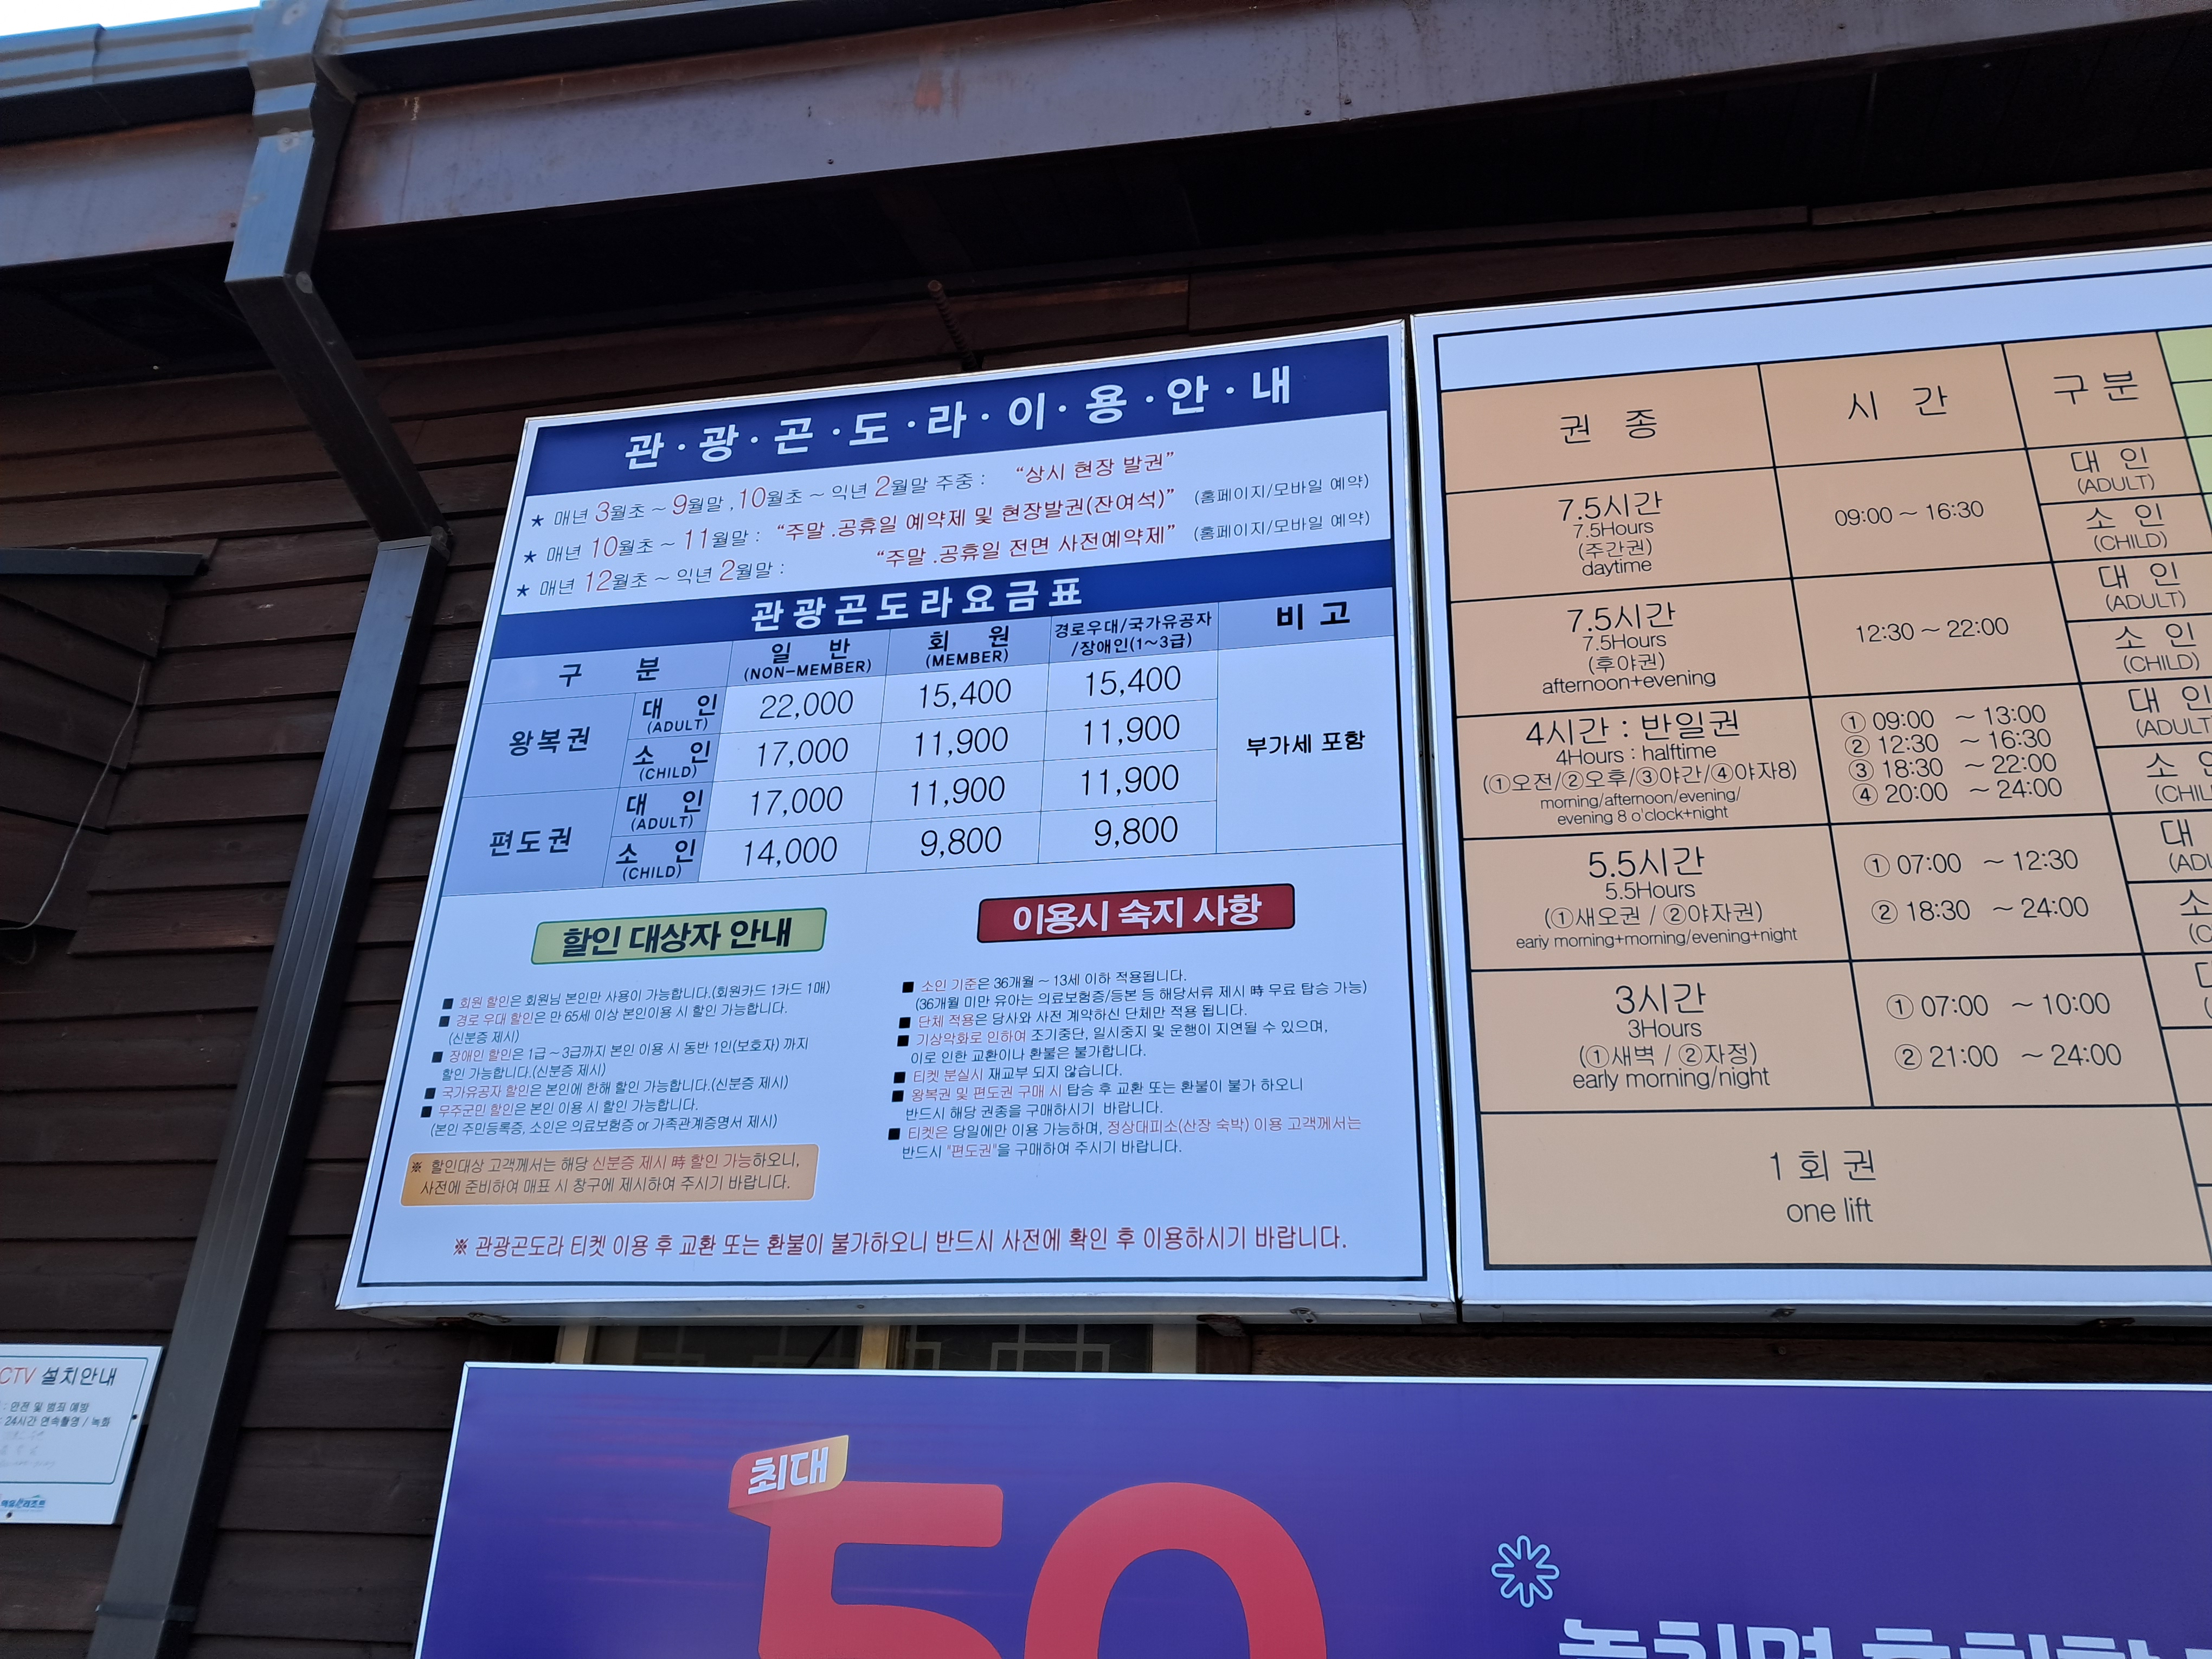 관·광·곤·도·라·이·용·안·내
★ 매년 3월초 ~ 9월말 , 10월초 ~ 익년 2월말 주중 : “상시 현장 발권”
★ 매년 10월초 ~ 11월말 : “주말 .공휴일 예약제 및 현장발권(잔여석)” (홈페이지/모바일 예약)
★ 매년 12월초 ~ 익년 2월말 : “주말 .공휴일 전면 사전예약제” (홈페이지/모바일 예약)
관광곤도라요금표
구 분 일 반 (NON-MEMBER) 회 원 (MEMBER) 경로우대/국가유공자/장애인(1~3급) 비 고
왕복권 대 인 (ADULT) 22,000 15,400 15,400 부가세 포함
소 인 (CHILD) 17,000 11,900 11,900
편도권 대 인 (ADULT) 17,000 11,900 11,900
소 인 (CHILD) 14,000 9,800 9,800
할인 대상자 안내
■ 회원 할인은 회원님 본인만 사용이 가능합니다.(회원카드 1카드 1매)
■ 경로 우대 할인은 만 65세 이상 본인이용 시 할인 가능합니다.
(신분증 제시)
■ 장애인 할인은 1급 ~ 3급까지 본인 이용 시 동반 1인(보호자) 까지
할인 가능합니다.(신분증 제시)
■ 국가유공자 할인은 본인에 한해 할인 가능합니다.(신분증 제시)
■ 무주군민 할인은 본인 이용 시 할인 가능합니다.
(본인 주민등록증, 소인은 의료보험증 or 가족관계증명서 제시)
※ 할인대상 고객께서는 해당 신분증 제시 時 할인 가능하오니,
사전에 준비하여 매표 시 창구에 제시하여 주시기 바랍니다.
이용시 숙지 사항
■ 소인 기준은 36개월 ~ 13세 이하 적용됩니다.
(36개월 미만 유아는 의료보험증/등본 등 해당서류 제시 時 무료 탑승 가능)
■ 단체 적용은 당사와 사전 계약하신 단체만 적용 됩니다.
■ 기상악화로 인하여 조기중단, 일시중지 및 운행이 지연될 수 있으며,
이로 인한 교환이나 환불은 불가합니다.
■ 티켓 분실시 재교부 되지 않습니다.
■ 왕복권 및 편도권 구매 시 탑승 후 교환 또는 환불이 불가 하오니
반드시 해당 권종을 구매하시기 바랍니다.
■ 티켓은 당일에만 이용 가능하며, 정상대피소(산장 숙박) 이용 고객께서는
반드시 "편도권"을 구매하여 주시기 바랍니다.
※ 관광곤도라 티켓 이용 후 교환 또는 환불이 불가하오니 반드시 사전에 확인 후 이용하시기 바랍니다.
권 종 시 간 구 분
7.5시간
7.5Hours
(주간권)
daytime
09:00 ~ 16:30
대 인
(ADULT)
소 인
(CHILD)
7.5시간
7.5Hours
(후야권)
afternoon+evening
12:30 ~ 22:00
대 인
(ADULT)
소 인
(CHILD)
4시간 : 반일권
4Hours : halftime
(①오전/②오후/③야간/④야자8)
morning/afternoon/evening/
evening 8 o'clock+night
① 09:00 ~ 13:00
② 12:30 ~ 16:30
③ 18:30 ~ 22:00
④ 20:00 ~ 24:00
대 인
(ADULT
소
(CHIL
5.5시간
5.5Hours
(①새오권 / ②야자권)
eariy morning+morning/evening+night
① 07:00 ~ 12:30
② 18:30 ~ 24:00
대
(ADU
소
(C
3시간
3Hours
(①새벽 / ②자정)
early morning/night
① 07:00 ~ 10:00
② 21:00 ~ 24:00
1 회 권
one lift
CTV 설치안내
: 안전 및 범죄 예방
: 24시간 연속촬영 / 녹화
최대
50